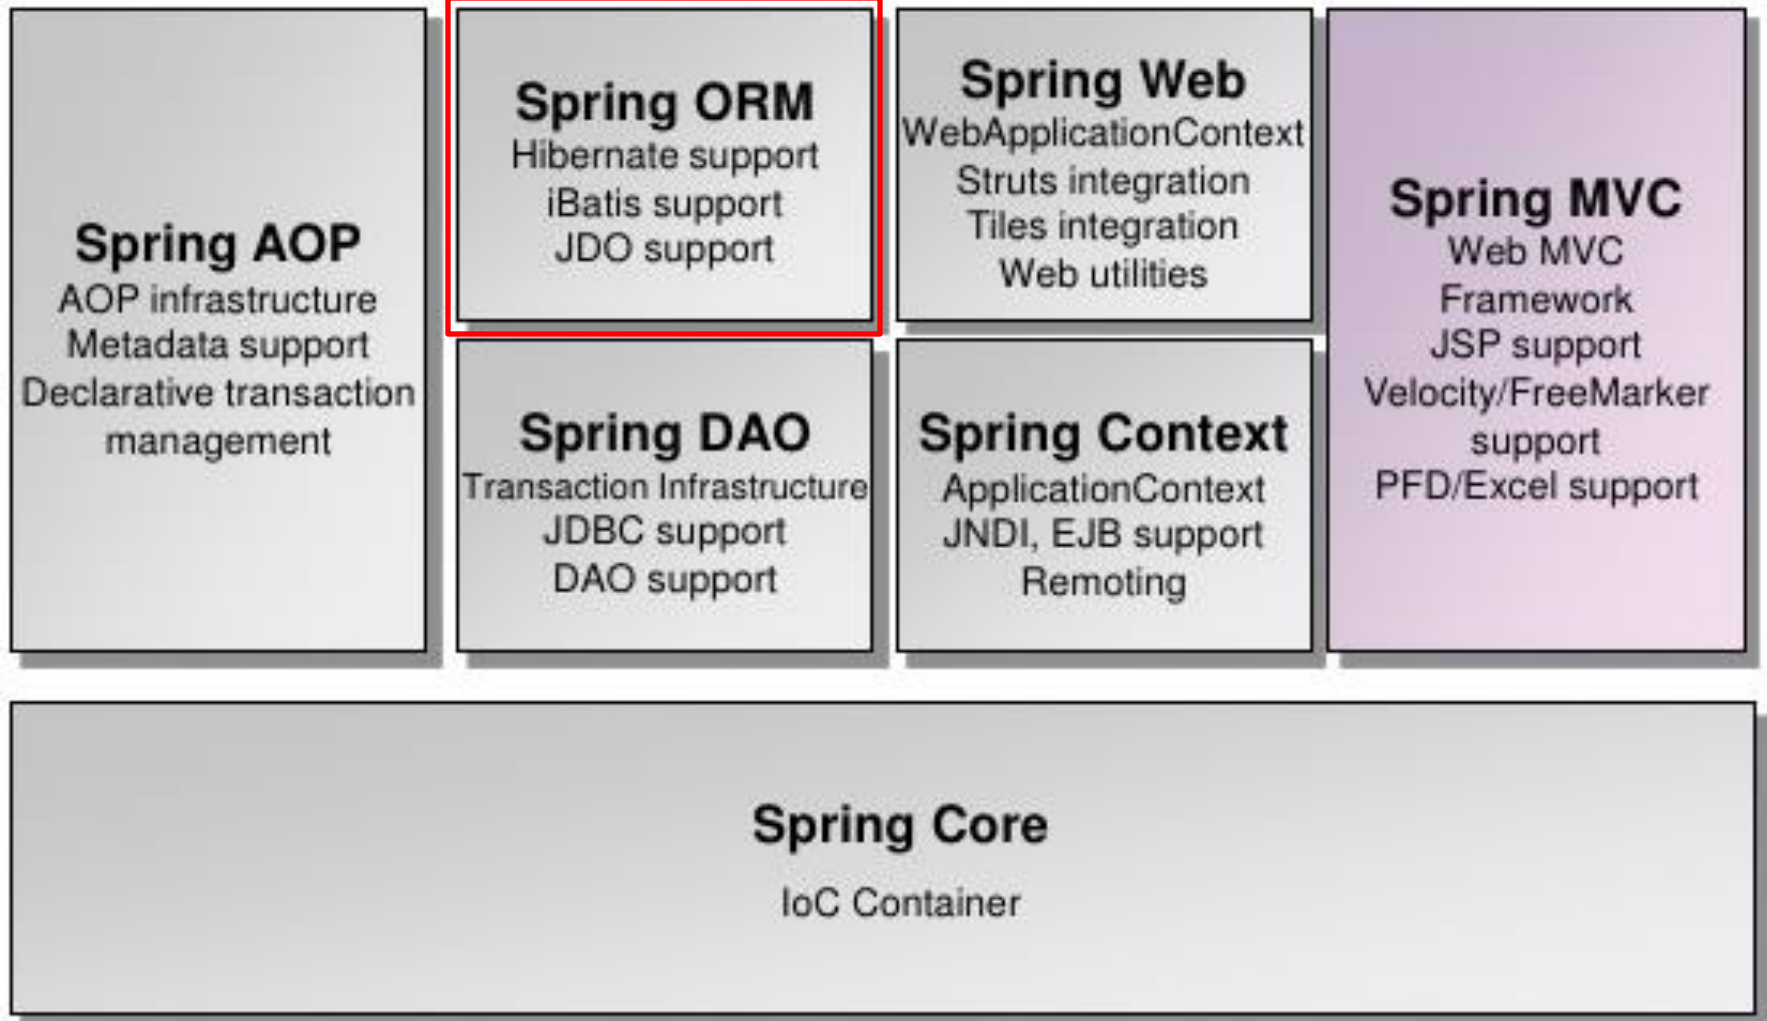 Spring AOP
AOP infrastructure
Metadata support
Declarative transaction
management
Spring ORM
Hibernate support
iBatis support
JDO support
Spring DAO
Transaction Infrastructure
JDBC support
DAO support
Spring Web
WebApplicationContext
Struts integration
Tiles integration
Web utilities
Spring Context
ApplicationContext
JNDI, EJB support
Remoting
Spring MVC
Web MVC
Framework
JSP support
Velocity/FreeMarker
support
PFD/Excel support
Spring Core
IoC Container